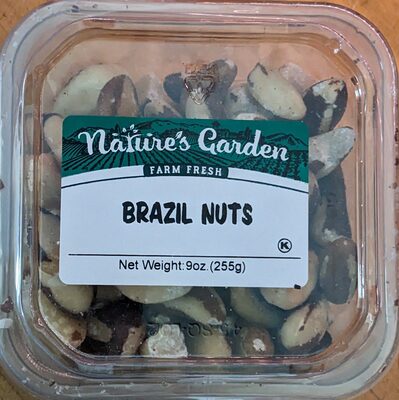 Nature's Garden
FARM FRESH
BRAZIL NUTS
K
Net Weight:9oz.(255g)